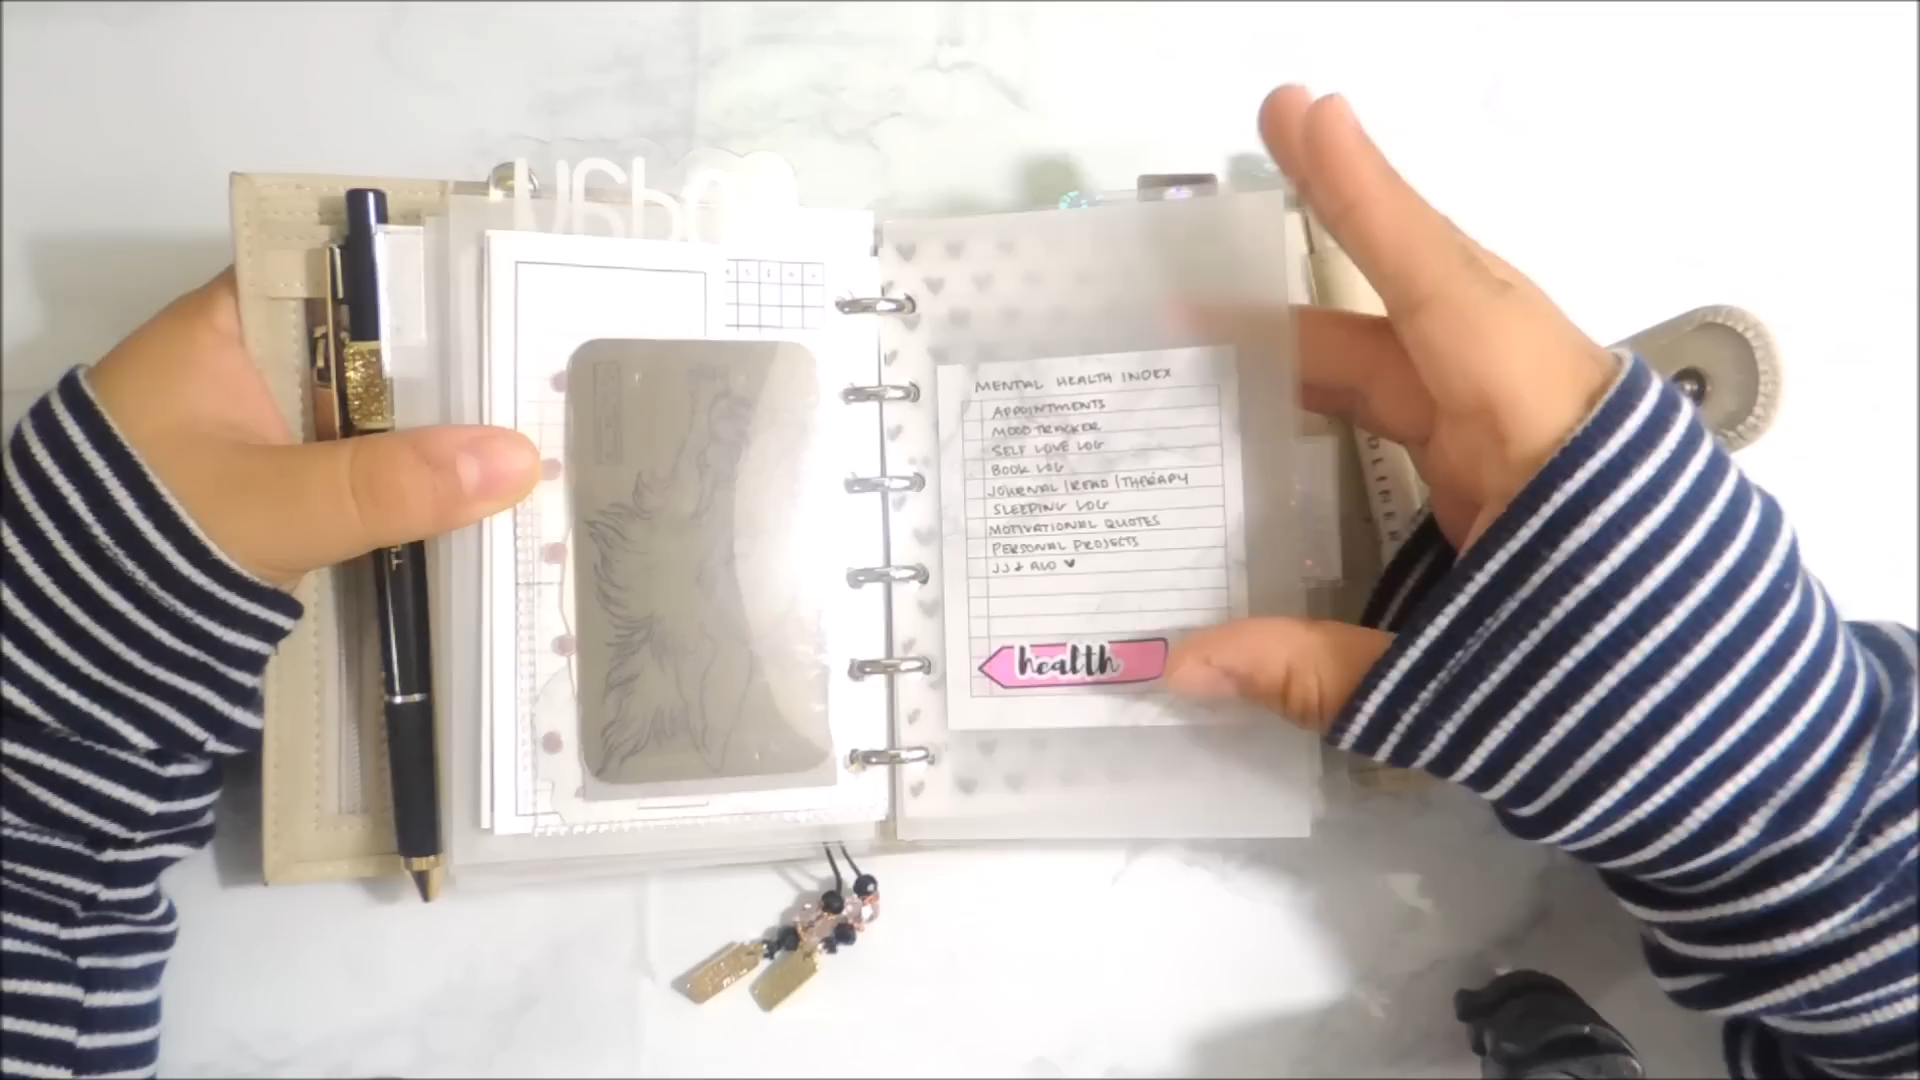 MENTAL HEALTH INDEX
APPOINTMENTS
MOOD TRACKER
SELF LOVE LOG
BOOK LOG
JOURNAL / READ / THERAPY
SLEEPING LOG
MOTIVATIONAL QUOTES
PERSONAL PROJECTS
JJ & ALO ♥
health